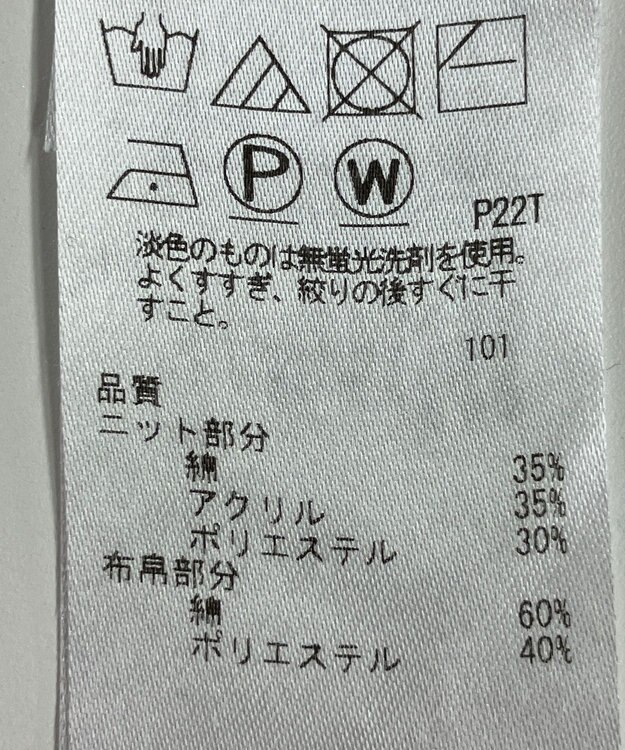 P W
P22T
淡色のものは無蛍光洗剤を使用。
よくすすぎ、絞りの後すぐに干
すこと。
101
品質
ニット部分
綿 35%
アクリル 35%
ポリエステル 30%
布帛部分
綿 60%
ポリエステル 40%